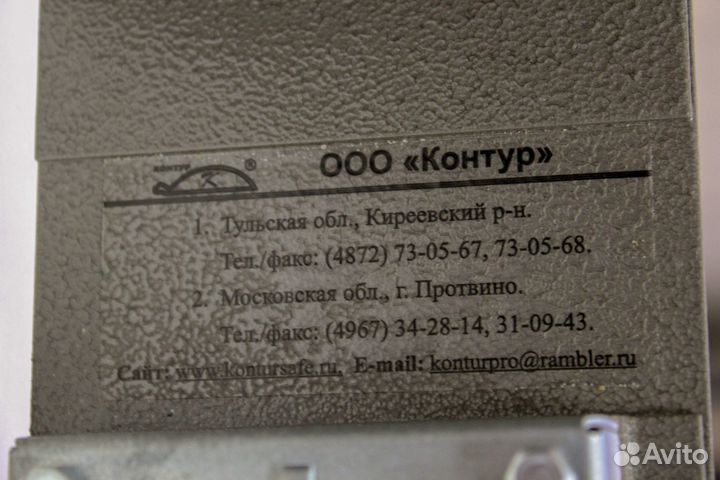 контур ® ООО «Контур»
1. Тульская обл., Киреевский р-н.
Тел./факс: (4872) 73-05-67, 73-05-68.
2. Московская обл., г. Протвино.
Тел./факс: (4967) 34-28-14, 31-09-43.
Сайт: www.kontursafe.ru, E-mail: konturpro@rambler.ru
Avito